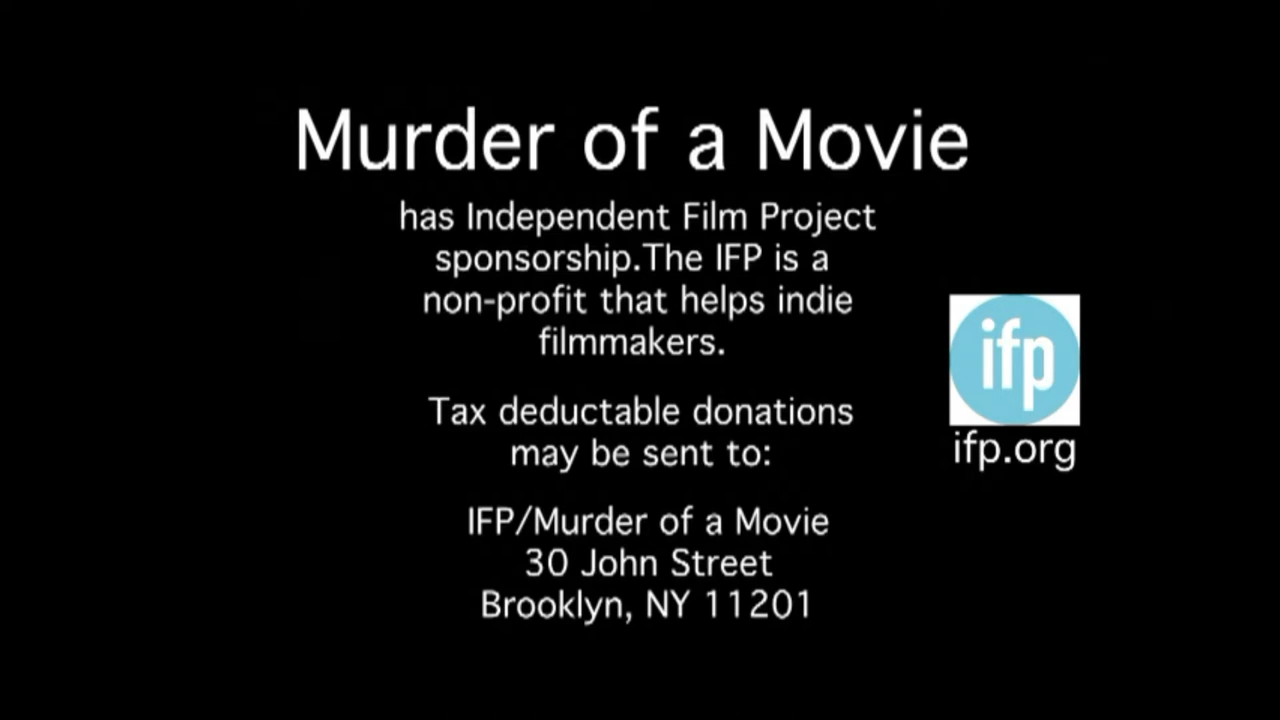 Murder of a Movie
has Independent Film Project
sponsorship.The IFP is a
non-profit that helps indie
filmmakers.
Tax deductable donations
may be sent to:
IFP/Murder of a Movie
30 John Street
Brooklyn, NY 11201
ifp
ifp.org